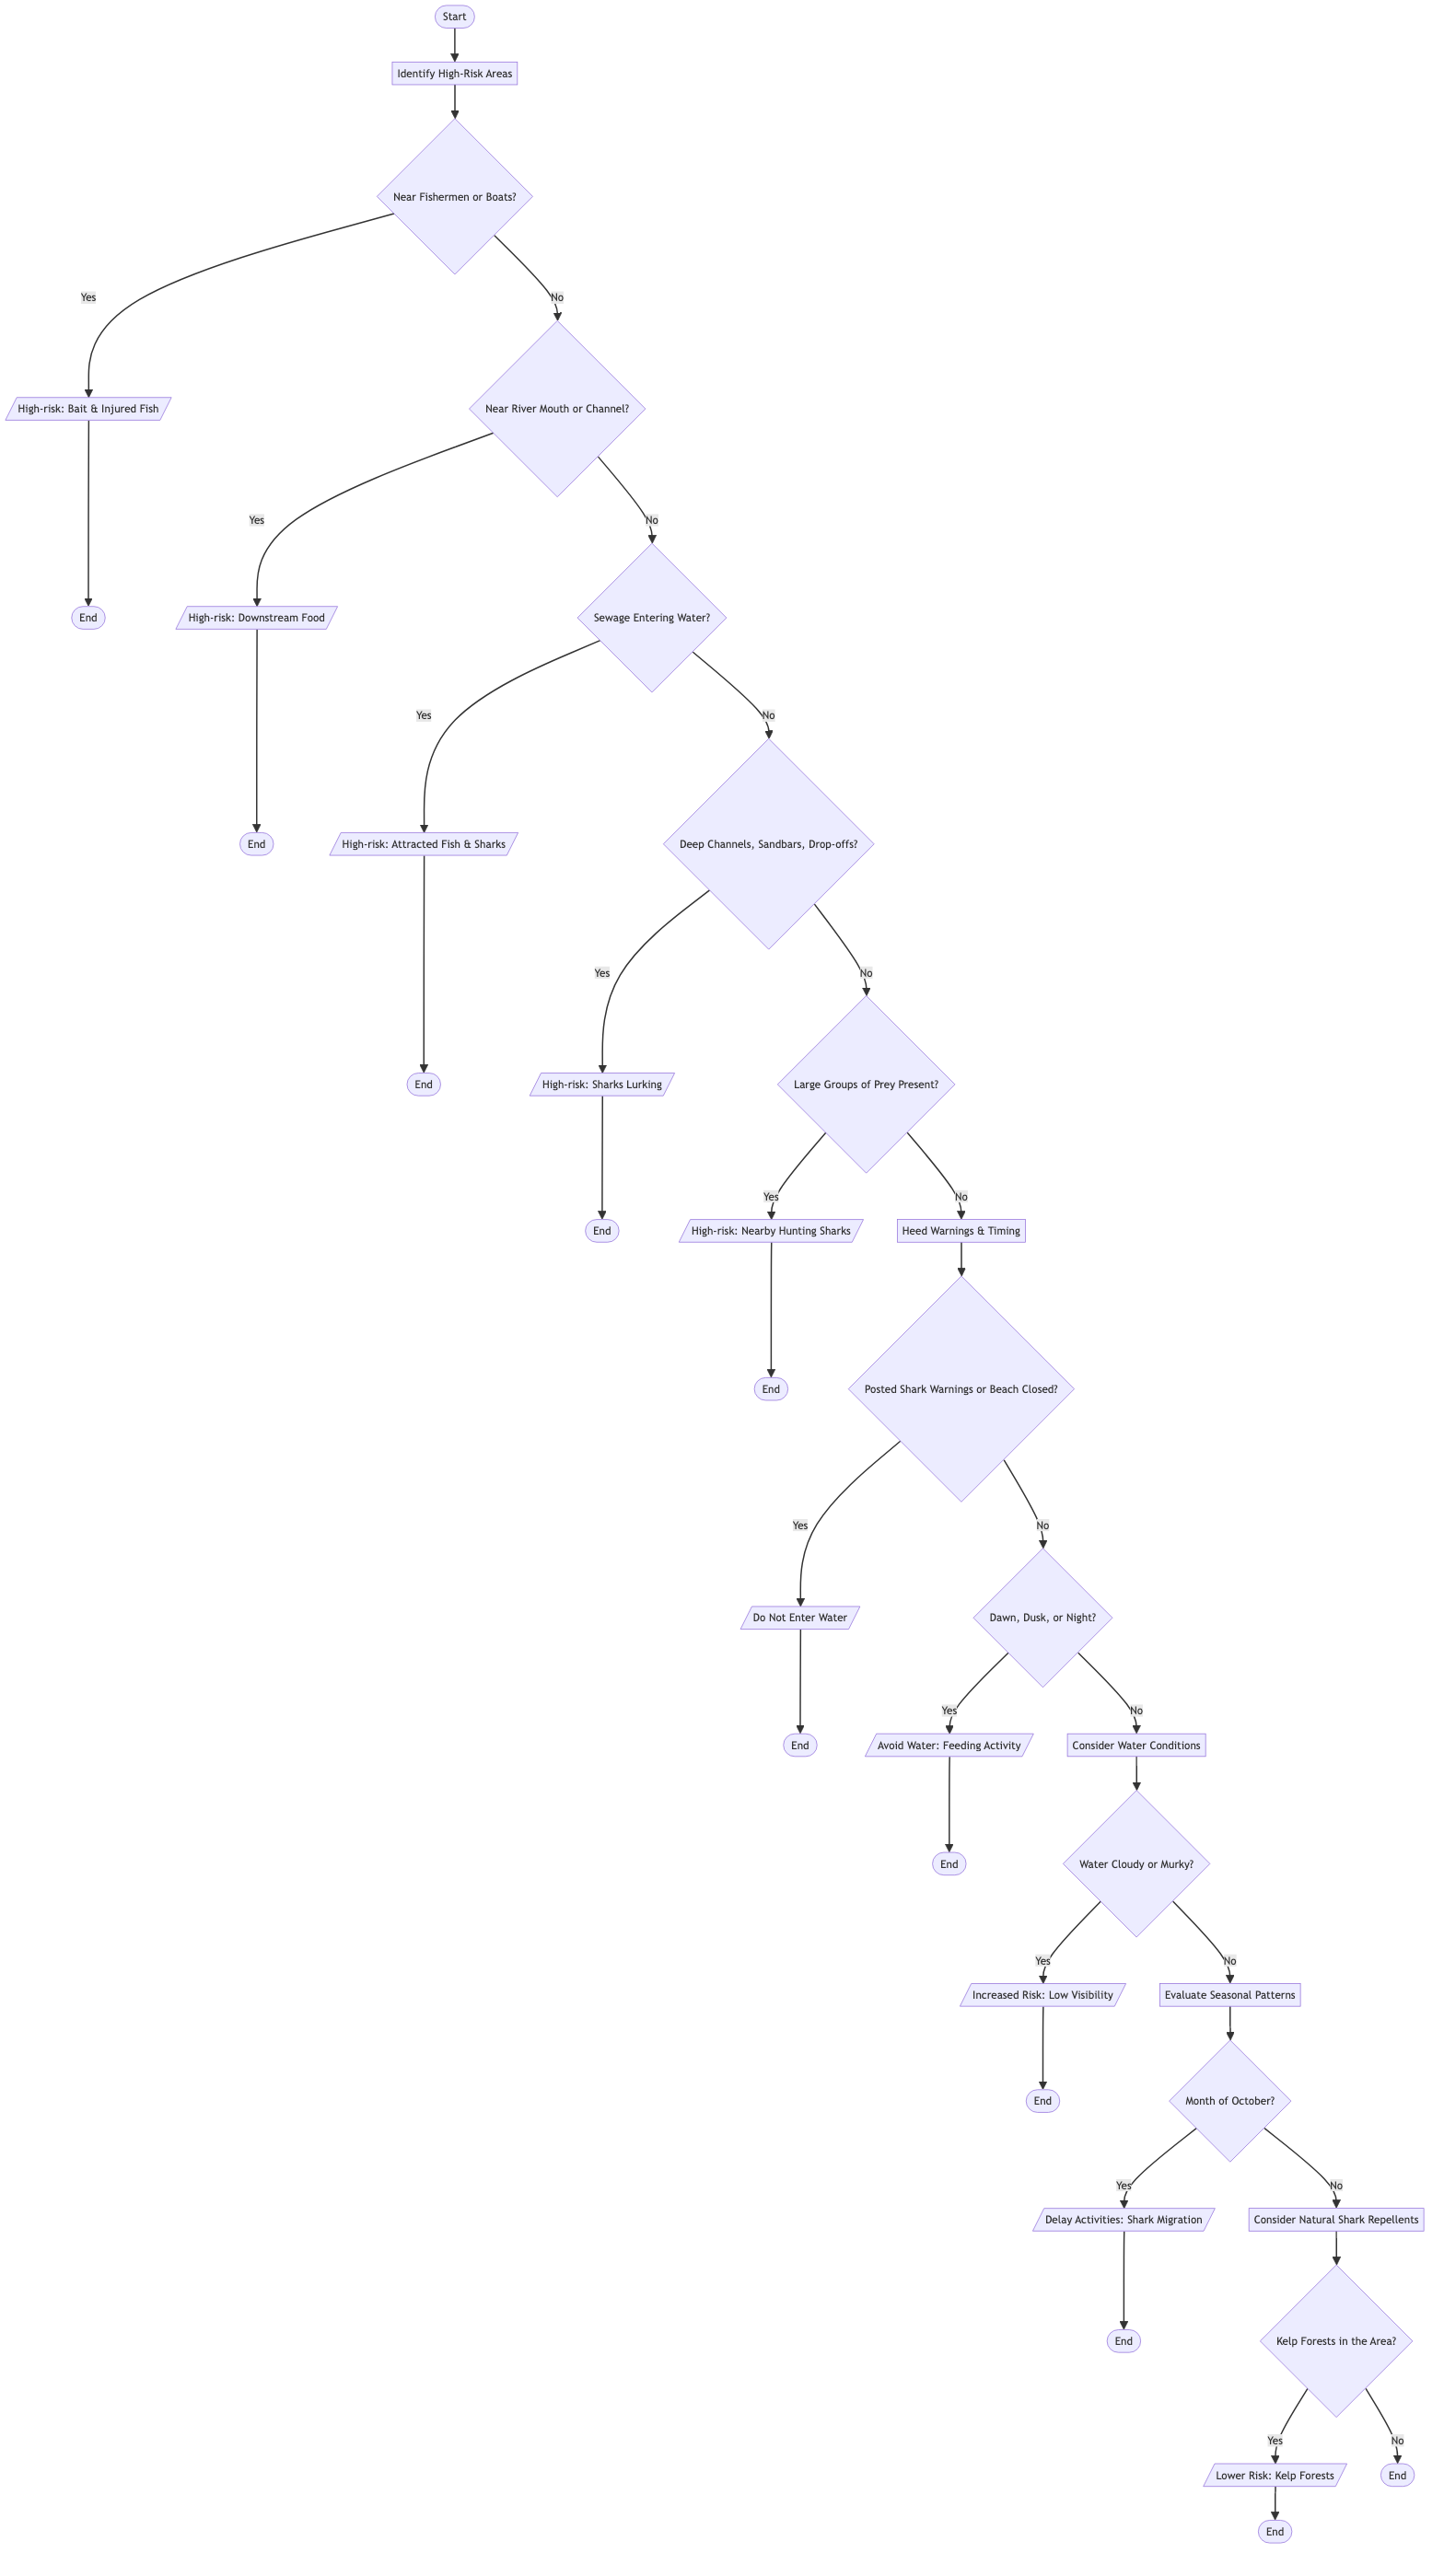 Start
Identify High-Risk Areas
Near Fishermen or Boats?
Yes
No
High-risk: Bait & Injured Fish
Near River Mouth or Channel?
Yes
No
End
High-risk: Downstream Food
Sewage Entering Water?
Yes
No
End
High-risk: Attracted Fish & Sharks
Deep Channels, Sandbars, Drop-offs?
Yes
No
End
High-risk: Sharks Lurking
Large Groups of Prey Present?
Yes
No
End
High-risk: Nearby Hunting Sharks
Heed Warnings & Timing
End
Posted Shark Warnings or Beach Closed?
Yes
No
Do Not Enter Water
Dawn, Dusk, or Night?
Yes
No
End
Avoid Water: Feeding Activity
Consider Water Conditions
End
Water Cloudy or Murky?
Yes
No
Increased Risk: Low Visibility
Evaluate Seasonal Patterns
End
Month of October?
Yes
No
Delay Activities: Shark Migration
Consider Natural Shark Repellents
End
Kelp Forests in the Area?
Yes
No
Lower Risk: Kelp Forests
End
End